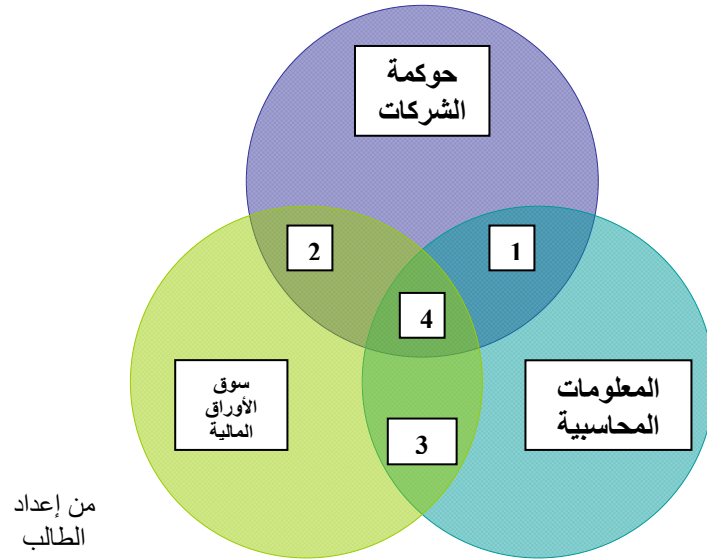 حوكمة
الشركات
2
1
4
سوق
الأوراق
المالية
المعلومات
المحاسبية
3
من إعداد
الطالب